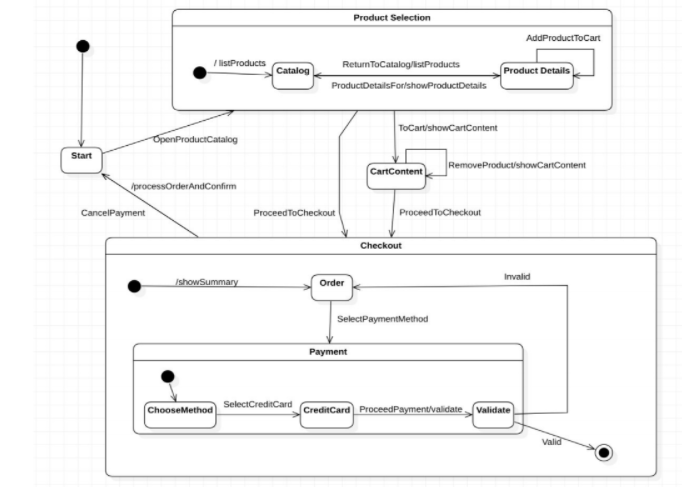 Product Selection
AddProductToCart
/ listProducts
Catalog
ReturnToCatalog/listProducts
Product Details
ProductDetailsFor/showProductDetails
ToCart/showCartContent
OpenProductCatalog
Start
CartContent
RemoveProduct/showCartContent
/processOrderAndConfirm
CancelPayment
ProceedToCheckout
ProceedToCheckout
Checkout
/showSummary
Order
Invalid
SelectPaymentMethod
Payment
ChooseMethod
SelectCreditCard
CreditCard
ProceedPayment/validate
Validate
Valid